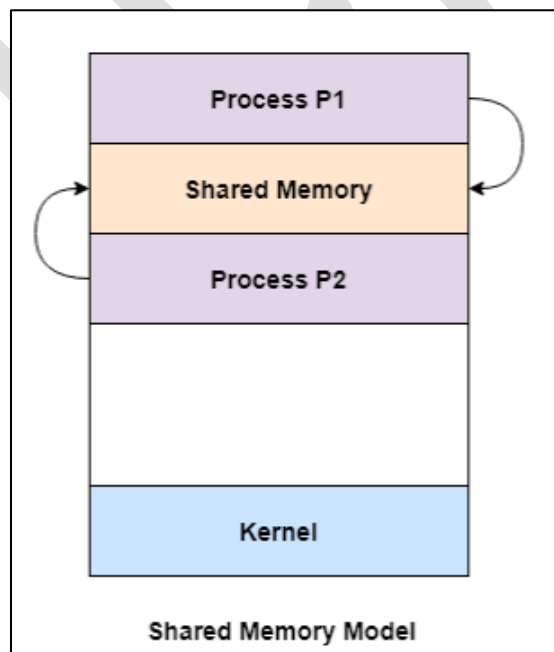 Process P1
Shared Memory
Process P2
Kernel
Shared Memory Model